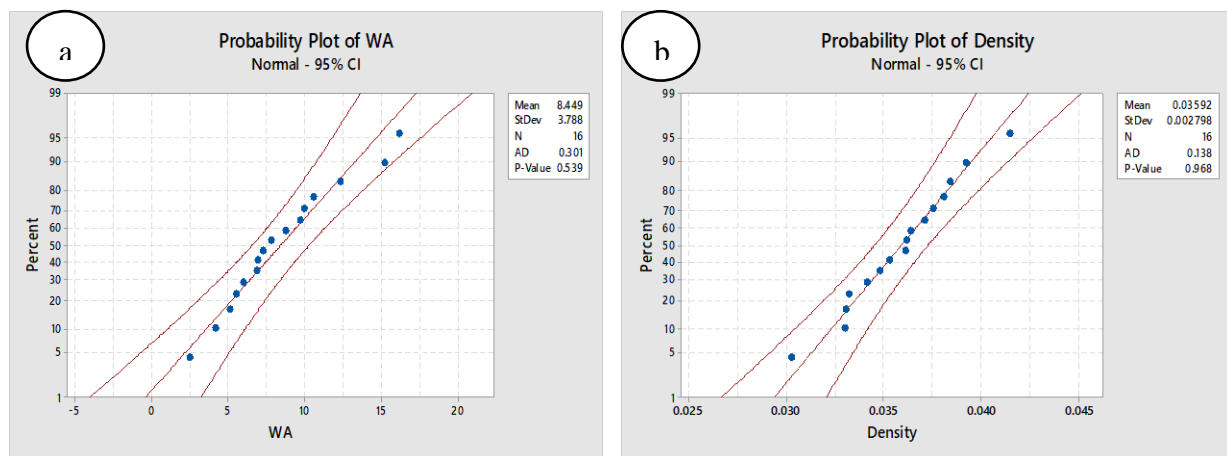 a
Probability Plot of WA
Normal - 95% CI
99
95
90
80
70
60
50
40
30
20
10
5
1
Percent
-5 0 5 10 15 20
WA
Mean 8.449
StDev 3.788
N 16
AD 0.301
P-Value 0.539
b
Probability Plot of Density
Normal - 95% CI
99
95
90
80
70
60
50
40
30
20
10
5
1
Percent
0.025 0.030 0.035 0.040 0.045
Density
Mean 0.03592
StDev 0.002798
N 16
AD 0.138
P-Value 0.968